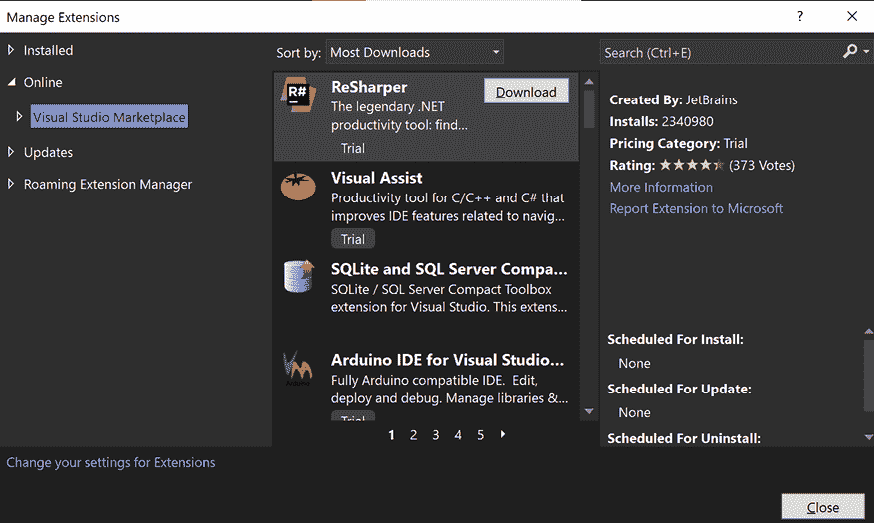 Manage Extensions
?
Installed
Online
Visual Studio Marketplace
Updates
Roaming Extension Manager
Change your settings for Extensions
Sort by: Most Downloads
R#
ReSharper
Download
The legendary .NET
productivity tool: find...
Trial
Visual Assist
Productivity tool for C/C++ and C# that
improves IDE features related to navig...
Trial
SQLite and SQL Server Compa...
SQLite / SQL Server Compact Toolbox
extension for Visual Studio. This extens...
Arduino IDE for Visual Studio...
Fully Arduino compatible IDE. Edit,
deploy and debug. Manage libraries &...
Trial
1 2 3 4 5
Search (Ctrl+E)
Created By: JetBrains
Installs: 2340980
Pricing Category: Trial
Rating: (373 Votes)
More Information
Report Extension to Microsoft
Scheduled For Install:
None
Scheduled For Update:
None
Scheduled For Uninstall:
Close